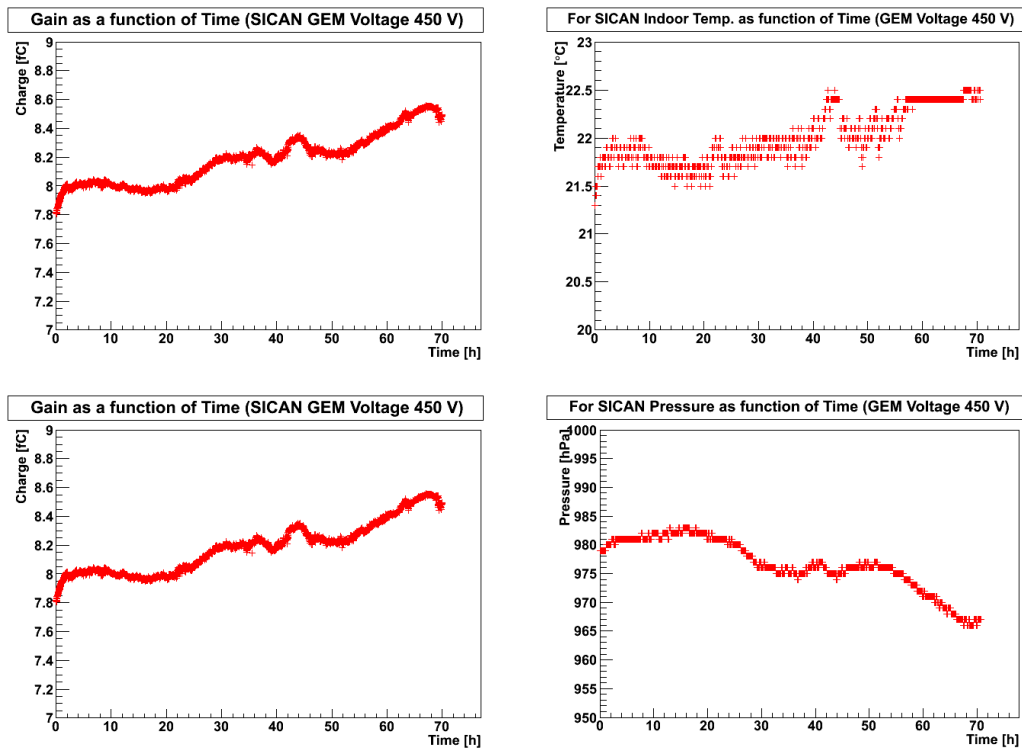 Gain as a function of Time (SICAN GEM Voltage 450 V)
Charge [fC]
9
8.8
8.6
8.4
8.2
8
7.8
7.6
7.4
7.2
7
0 10 20 30 40 50 60 70
Time [h]
For SICAN Indoor Temp. as function of Time (GEM Voltage 450 V)
Temperature [°C]
23
22.5
22
21.5
21
20.5
20
0 10 20 30 40 50 60 70
Time [h]
Gain as a function of Time (SICAN GEM Voltage 450 V)
Charge [fC]
9
8.8
8.6
8.4
8.2
8
7.8
7.6
7.4
7.2
7
0 10 20 30 40 50 60 70
Time [h]
For SICAN Pressure as function of Time (GEM Voltage 450 V)
Pressure [hPa]
1000
995
990
985
980
975
970
965
960
955
950
0 10 20 30 40 50 60 70
Time [h]